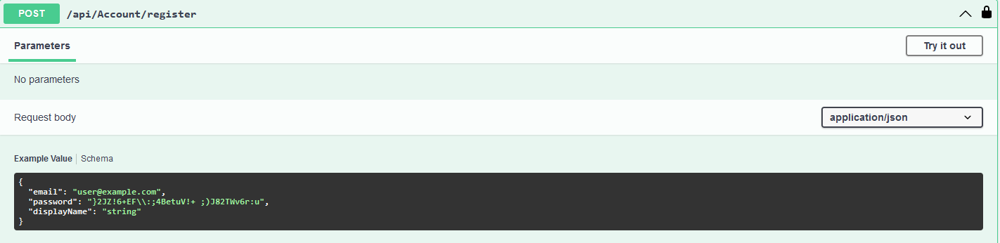 POST /api/Account/register
Parameters
Try it out
No parameters
Request body
application/json
Example Value
Schema
{
  "email": "user@example.com",
  "password": "}2JZ!6+EF\\:;4BetuV!+ ;)J82TWv6r:u",
  "displayName": "string"
}